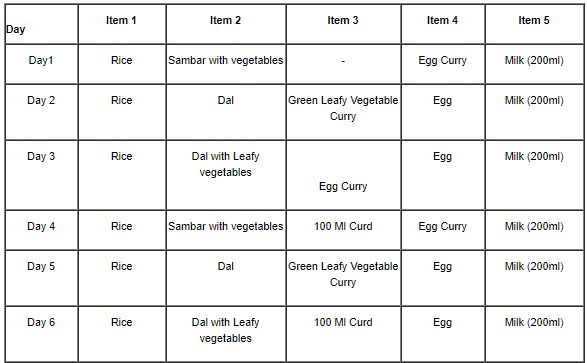 Day Item 1 Item 2 Item 3 Item 4 Item 5
Day1 Rice Sambar with vegetables - Egg Curry Milk (200ml)
Day 2 Rice Dal Green Leafy Vegetable Egg Milk (200ml)
Curry
Day 3 Rice Dal with Leafy Egg Milk (200ml)
vegetables
Egg Curry
Day 4 Rice Sambar with vegetables 100 Ml Curd Egg Curry Milk (200ml)
Day 5 Rice Dal Green Leafy Vegetable Egg Milk (200ml)
Curry
Day 6 Rice Dal with Leafy 100 Ml Curd Egg Milk (200ml)
vegetables